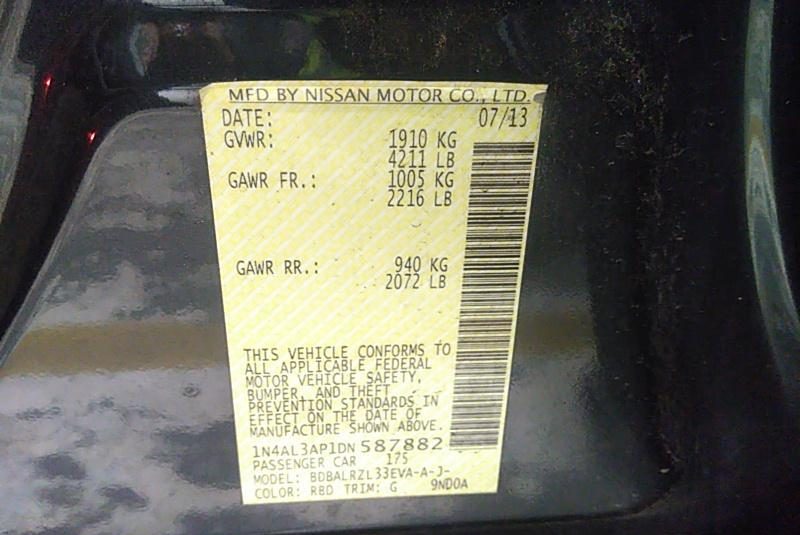 MFD BY NISSAN MOTOR CO., LTD.
DATE: 07/13
GVWR: 1910 KG
4211 LB
GAWR FR.: 1005 KG
2216 LB
GAWR RR.: 940 KG
2072 LB
THIS VEHICLE CONFORMS TO
ALL APPLICABLE FEDERAL
MOTOR VEHICLE SAFETY,
BUMPER, AND THEFT
PREVENTION STANDARDS IN
EFFECT ON THE DATE OF
MANUFACTURE SHOWN ABOVE.
1N4AL3AP1DN 587882
PASSENGER CAR 175
MODEL: BDBALRZL33EVA-A-J-
COLOR: RBD TRIM: G 9ND0A